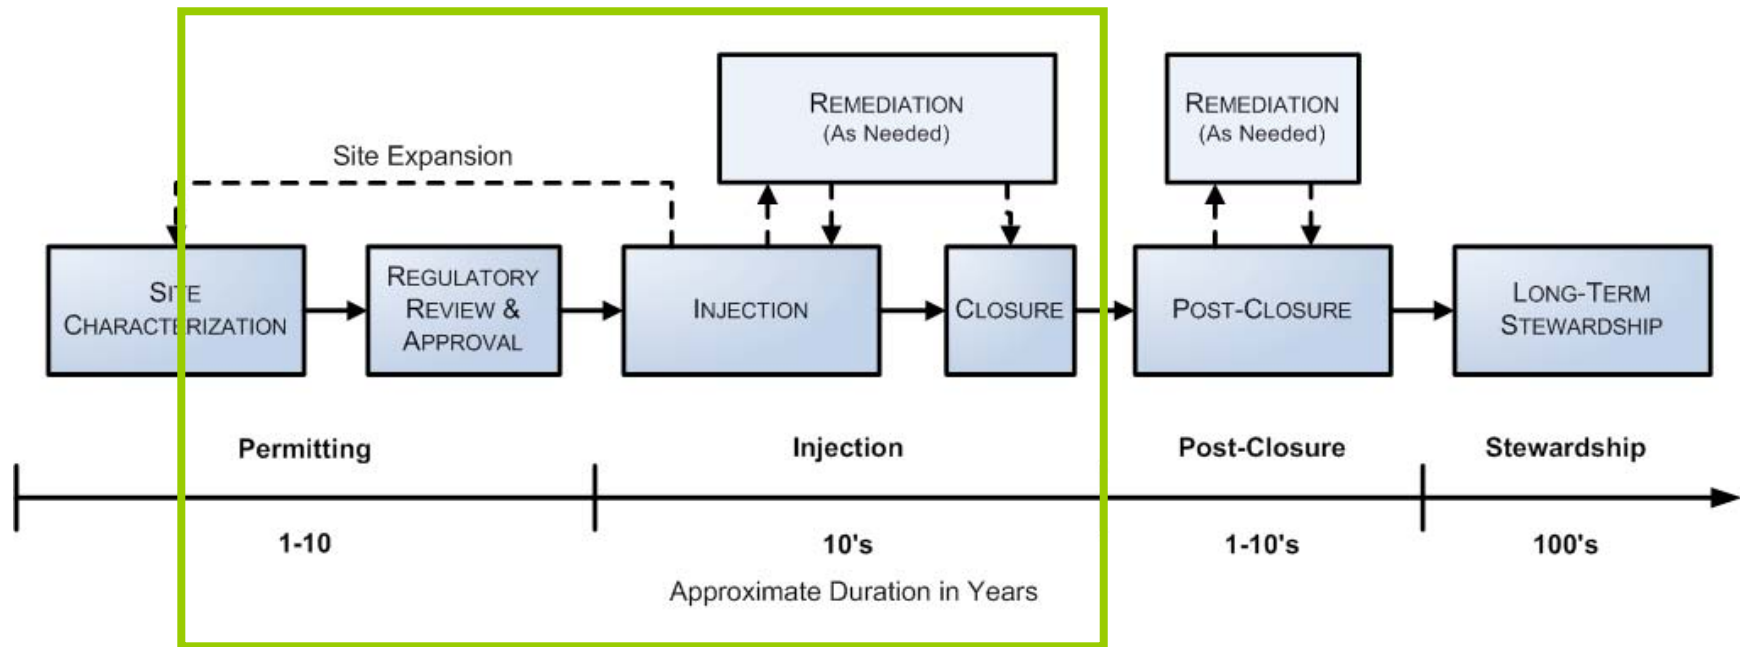 REMEDIATION
(As Needed)
REMEDIATION
(As Needed)
Site Expansion
SITE
CHARACTERIZATION
REGULATORY
REVIEW &
APPROVAL
INJECTION
CLOSURE
POST-CLOSURE
LONG-TERM
STEWARDSHIP
Permitting
Injection
Post-Closure
Stewardship
1-10
10's
1-10's
100's
Approximate Duration in Years